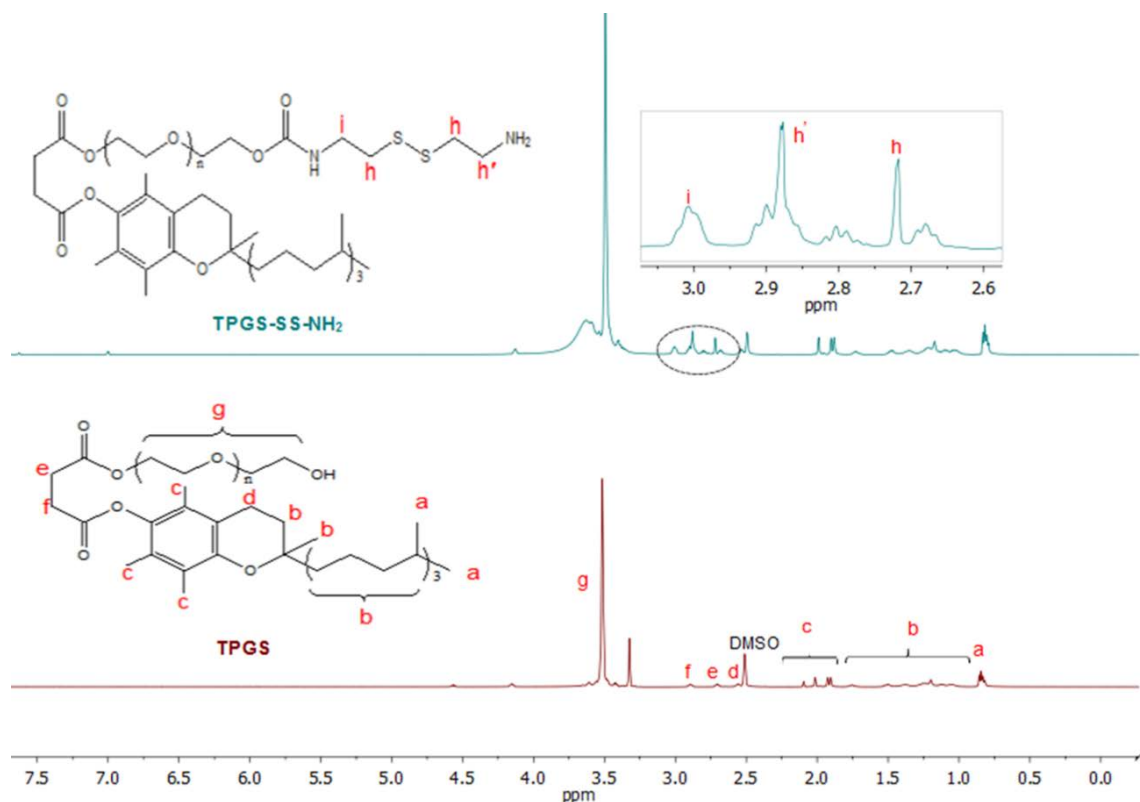 O
O
O
O
n
O
O
N
H
i
h
S
S
h
h'
NH₂
O
O
O
3
TPGS-SS-NH₂
i
h'
h
3.0 2.9 2.8 2.7 2.6
ppm
g
O
e
O
O
n
OH
f
O
O
c
d
b
b
a
c
c
O
3
a
b
TPGS
g
f e d
DMSO
c
b
a
7.5 7.0 6.5 6.0 5.5 5.0 4.5 4.0 3.5 3.0 2.5 2.0 1.5 1.0 0.5 0.0
ppm